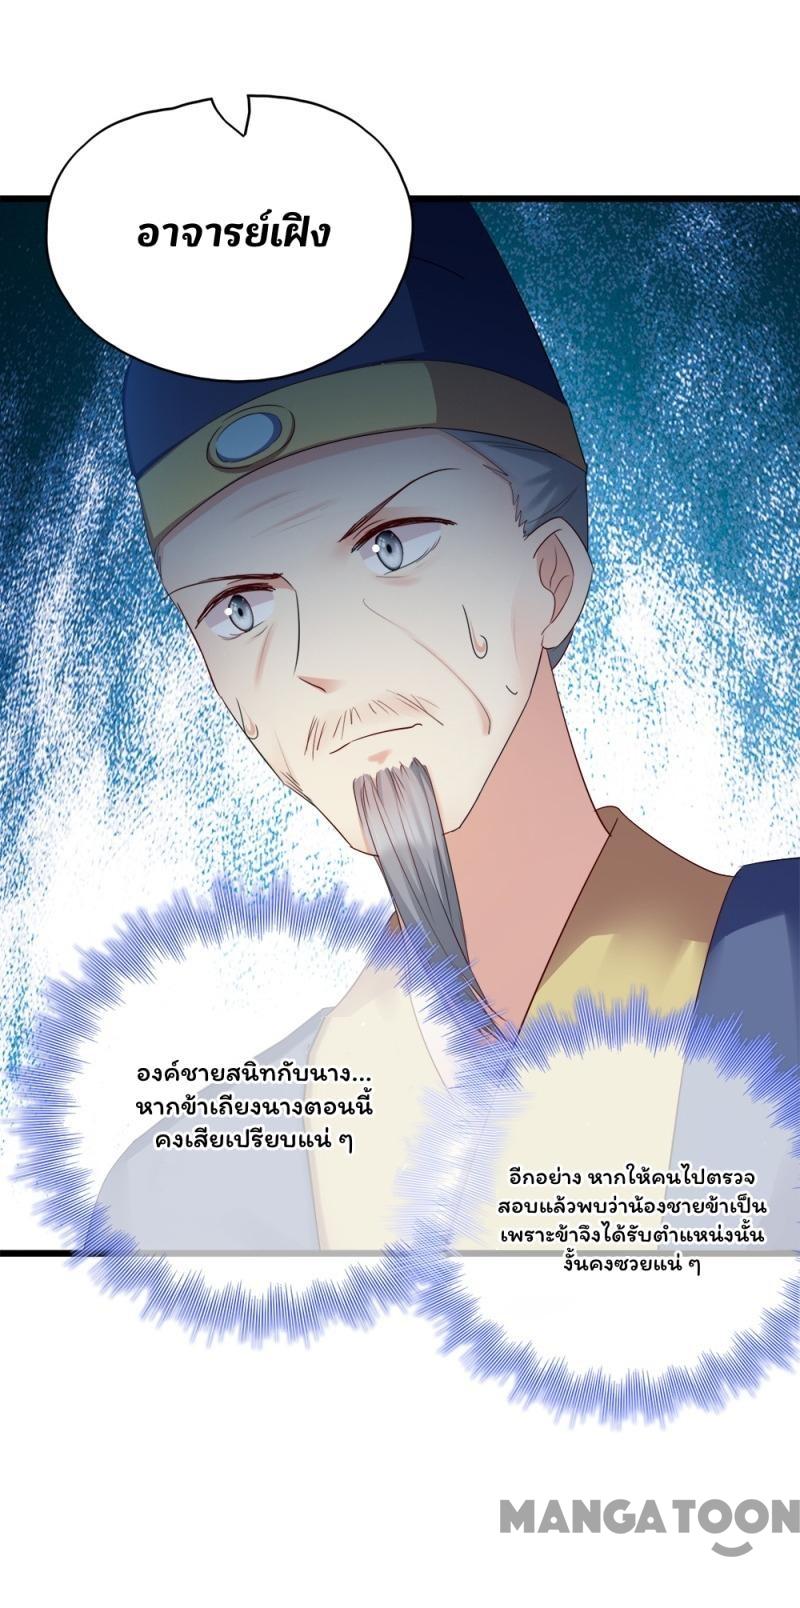 อาจารย์เฝิง
องค์ชายสนิทกับนาง...
หากข้าเถียงนางตอนนี้
คงเสียเปรียบแน่ ๆ
อีกอย่าง หากให้คนไปตรวจ
สอบแล้วพบว่าน้องชายข้าเป็น
เพราะข้าจึงได้รับตำแหน่งนั้น
งั้นคงซวยแน่ ๆ
MANGATOON